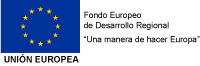 Fondo Europeo
de Desarrollo Regional
“Una manera de hacer Europa”
UNIÓN EUROPEA